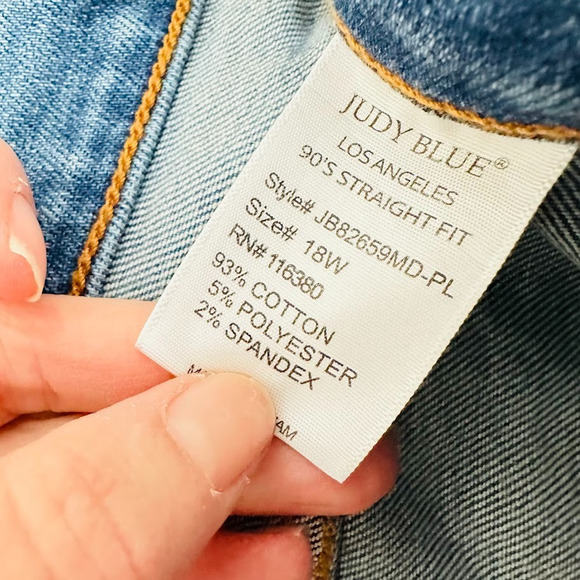 JUDY BLUE®
LOS ANGELES
90'S STRAIGHT FIT
Style# JB82659MD-PL
Size# 18W
RN# 116380
93% COTTON
5% POLYESTER
2% SPANDEX